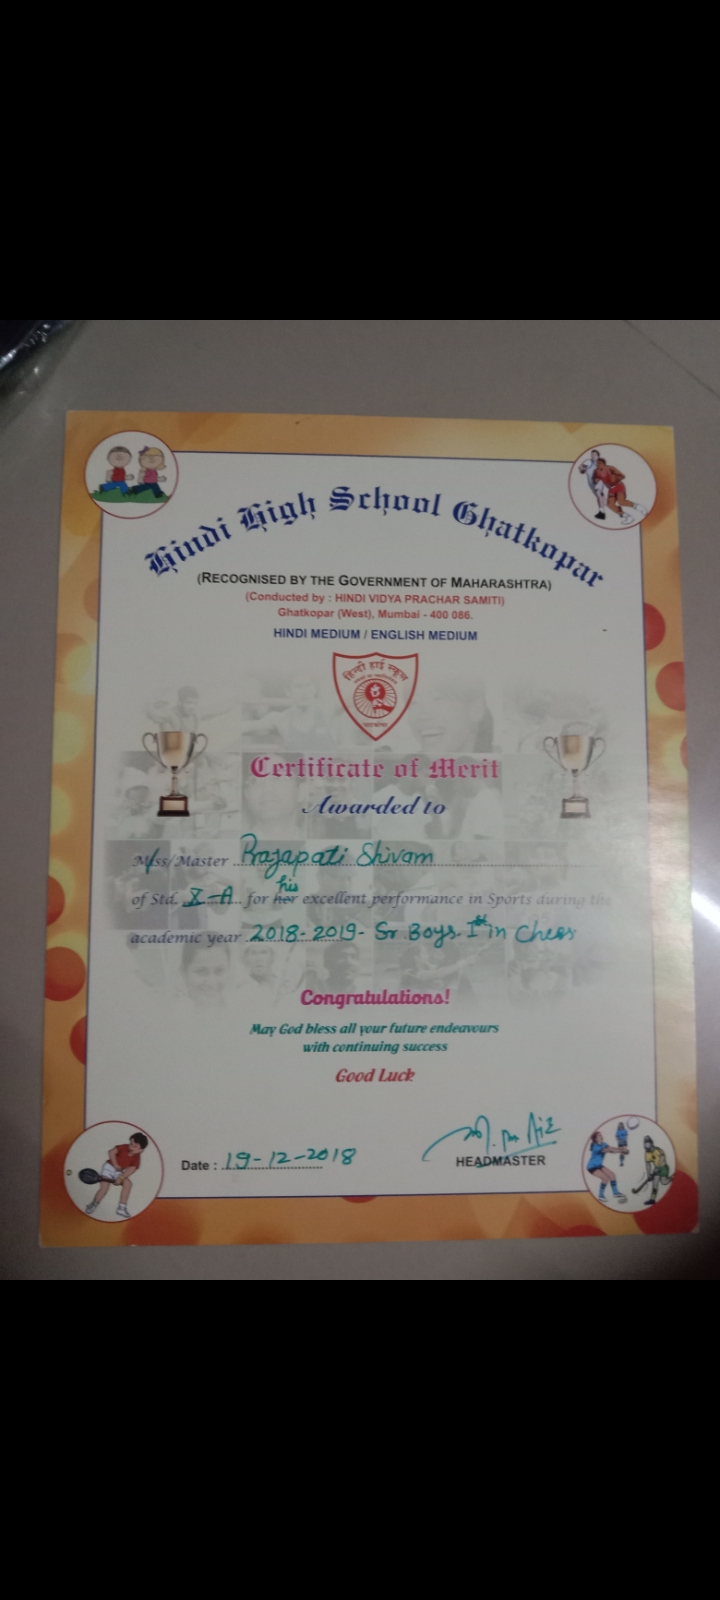 Hindi High School Ghatkopar
(RECOGNISED BY THE GOVERNMENT OF MAHARASHTRA)
(Conducted by : HINDI VIDYA PRACHAR SAMITI)
Ghatkopar (West), Mumbai - 400 086.
HINDI MEDIUM / ENGLISH MEDIUM
हिन्दी हाई स्कूल
घाटकोपर
Certificate of Merit
Awarded to
Miss/Master Prajapati Shivam
his
of Std. X-A for her excellent performance in Sports during the
academic year 2018-2019- Sr Boys Ist in Chess
Congratulations!
May God bless all your future endeavours
with continuing success
Good Luck
Date : 19-12-2018
HEADMASTER